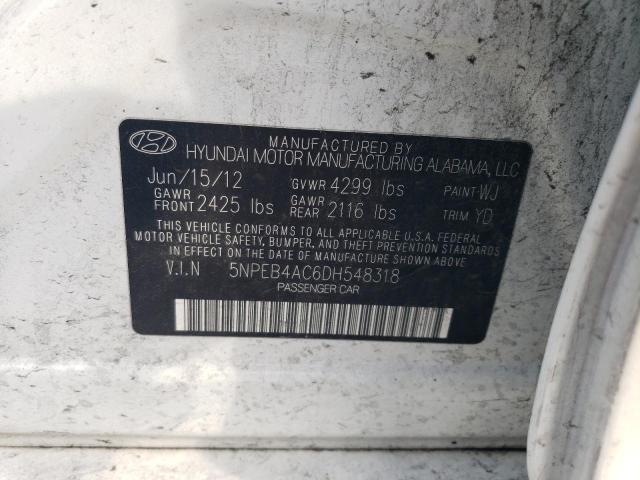 MANUFACTURED BY
HYUNDAI MOTOR MANUFACTURING ALABAMA, LLC
Jun/15/12 GVWR 4299 lbs PAINT WJ
GAWR FRONT 2425 lbs GAWR REAR 2116 lbs TRIM YD
THIS VEHICLE CONFORMS TO ALL APPLICABLE U.S.A. FEDERAL
MOTOR VEHICLE SAFETY, BUMPER, AND THEFT PREVENTION STANDARDS
IN EFFECT ON THE DATE OF MANUFACTURE SHOWN ABOVE.
V.I.N 5NPEB4AC6DH548318
PASSENGER CAR